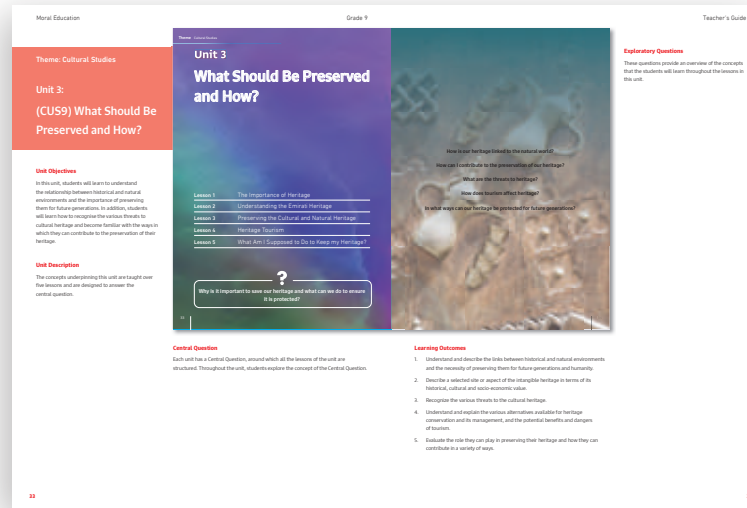 Moral Education
Grade 9
Teacher's Guide
Theme: Cultural Studies
Unit 3:
(CUS9) What Should Be
Preserved and How?
Unit Objectives
In this unit, students will learn to understand
the relationship between historical and natural
environments and the importance of preserving
them for future generations. In addition, students
will learn how to recognise the various threats to
cultural heritage and become familiar with the ways in
which they can contribute to the preservation of their
heritage.
Unit Description
The concepts underpinning this unit are taught over
five lessons and are designed to answer the
central question.
Theme Cultural Studies
Unit 3
What Should Be Preserved
and How?
Lesson 1 The Importance of Heritage
Lesson 2 Understanding the Emirati Heritage
Lesson 3 Preserving the Cultural and Natural Heritage
Lesson 4 Heritage Tourism
Lesson 5 What Am I Supposed to Do to Keep my Heritage?
?
Why is it important to save our heritage and what can we do to ensure
it is protected?
How is our heritage linked to the natural world?
How can I contribute to the preservation of our heritage?
What are the threats to heritage?
How does tourism effect heritage?
In what ways can our heritage be protected for future generations?
Exploratory Questions
These questions provide an overview of the concepts
that the students will learn throughout the lessons in
this unit.
Central Question
Each unit has a Central Question, around which all the lessons of the unit are
structured. Throughout the unit, students explore the concept of the Central Question.
Learning Outcomes
1. Understand and describe the links between historical and natural environments
and the necessity of preserving them for future generations and humanity.
2. Describe a selected site or aspect of the intangible heritage in terms of its
historical, cultural and socio-economic value.
3. Recognize the various threats to the cultural heritage.
4. Understand and explain the various alternatives available for heritage
conservation and its management, and the potential benefits and dangers
of tourism.
5. Evaluate the role they can play in preserving their heritage and how they can
contribute in a variety of ways.
33